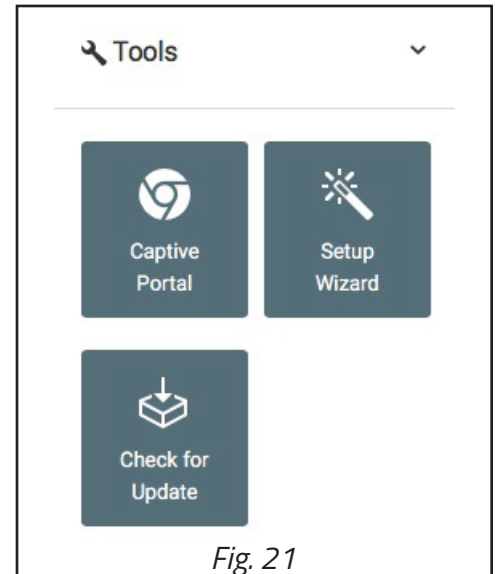 Tools
Captive
Portal
Setup
Wizard
Check for
Update
Fig. 21